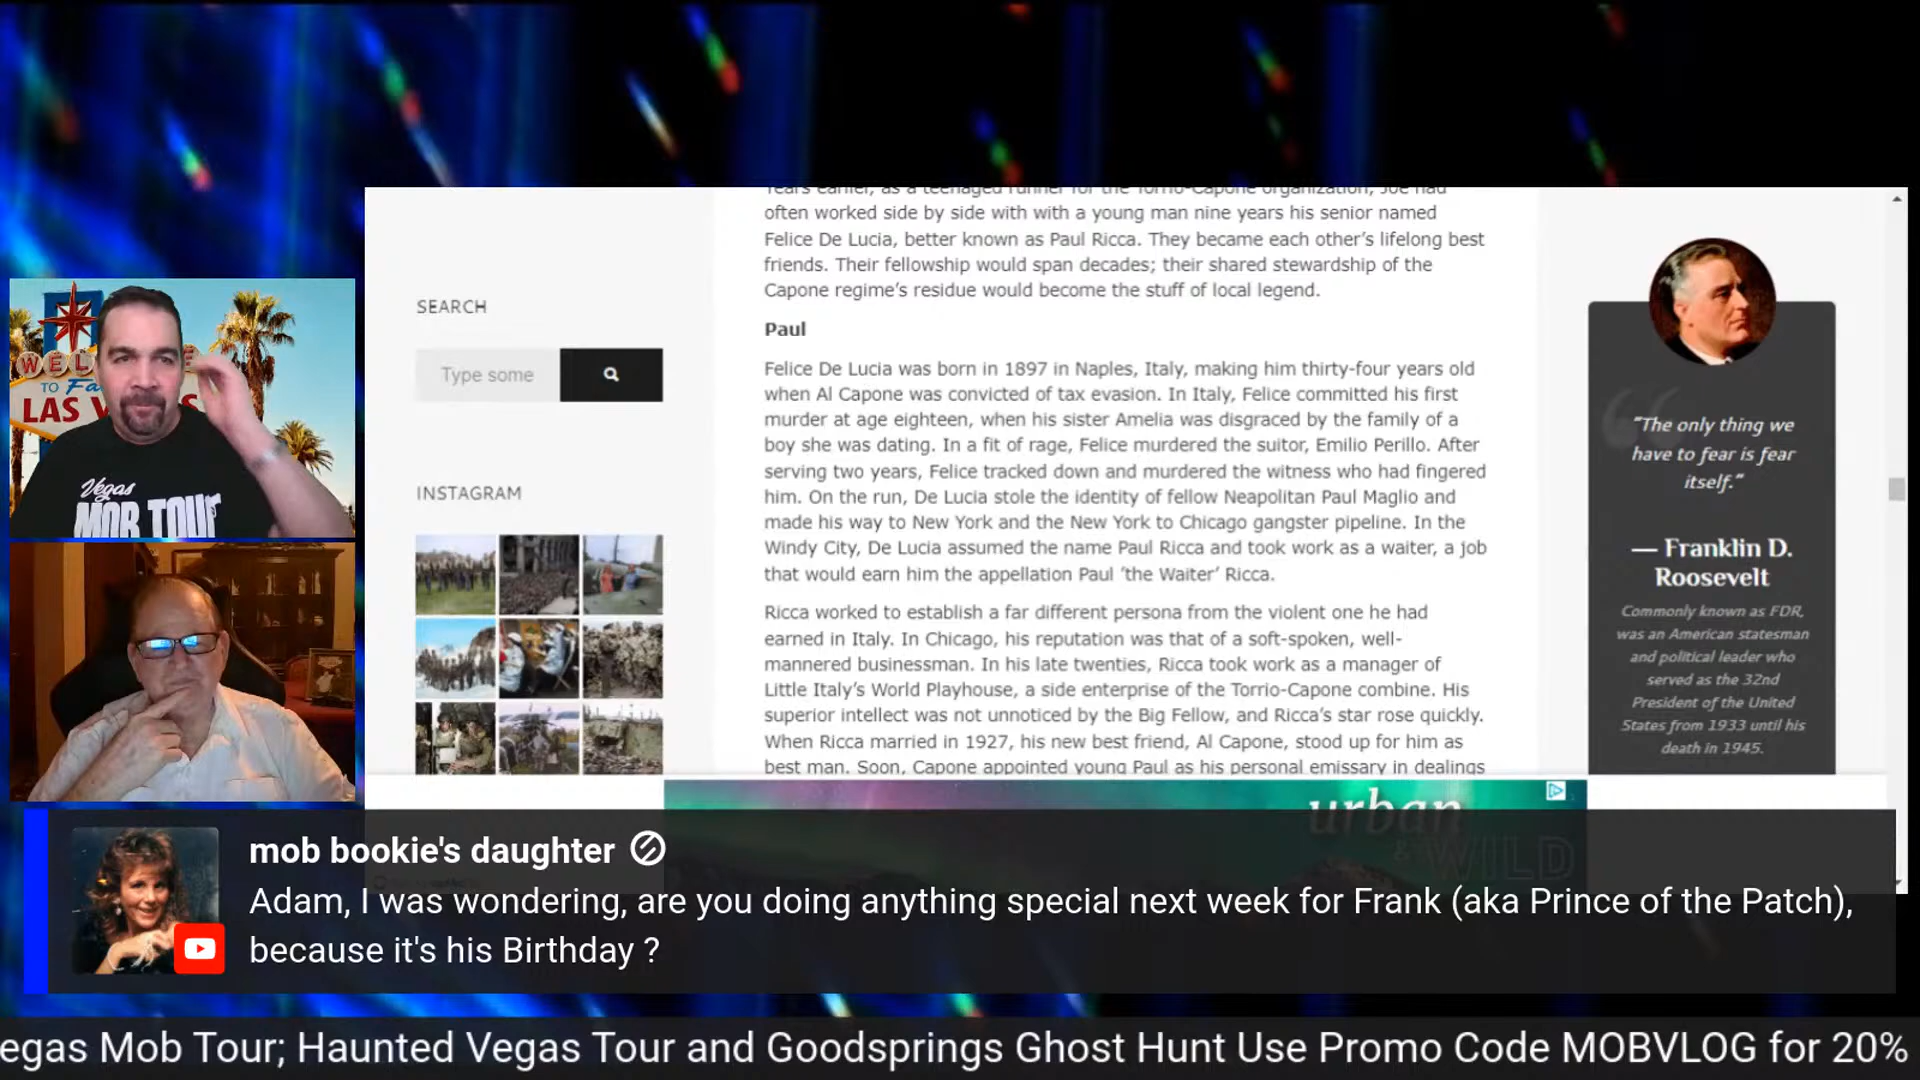 Years earlier, as a teenaged runner for the Torrio-Capone organization, Joe had
often worked side by side with with a young man nine years his senior named
Felice De Lucia, better known as Paul Ricca. They became each other's lifelong best
friends. Their fellowship would span decades; their shared stewardship of the
Capone regime's residue would become the stuff of local legend.
Paul
Felice De Lucia was born in 1897 in Naples, Italy, making him thirty-four years old
when Al Capone was convicted of tax evasion. In Italy, Felice committed his first
murder at age eighteen, when his sister Amelia was disgraced by the family of a
boy she was dating. In a fit of rage, Felice murdered the suitor, Emilio Perillo. After
serving two years, Felice tracked down and murdered the witness who had fingered
him. On the run, De Lucia stole the identity of fellow Neapolitan Paul Maglio and
made his way to New York and the New York to Chicago gangster pipeline. In the
Windy City, De Lucia assumed the name Paul Ricca and took work as a waiter, a job
that would earn him the appellation Paul 'the Waiter' Ricca.
Ricca worked to establish a far different persona from the violent one he had
earned in Italy. In Chicago, his reputation was that of a soft-spoken, well-
mannered businessman. In his late twenties, Ricca took work as a manager of
Little Italy's World Playhouse, a side enterprise of the Torrio-Capone combine. His
superior intellect was not unnoticed by the Big Fellow, and Ricca's star rose quickly.
When Ricca married in 1927, his new best friend, Al Capone, stood up for him as
best man. Soon, Capone appointed young Paul as his personal emissary in dealings
SEARCH
Type some
INSTAGRAM
"The only thing we
have to fear is fear
itself."
— Franklin D.
Roosevelt
Commonly known as FDR,
was an American statesman
and political leader who
served as the 32nd
President of the United
States from 1933 until his
death in 1945.
WEL
TO Fa
LAS V S
Vegas
MOB TOUR
urban
& WILD
mob bookie's daughter
Adam, I was wondering, are you doing anything special next week for Frank (aka Prince of the Patch),
because it's his Birthday ?
egas Mob Tour; Haunted Vegas Tour and Goodsprings Ghost Hunt Use Promo Code MOBVLOG for 20%